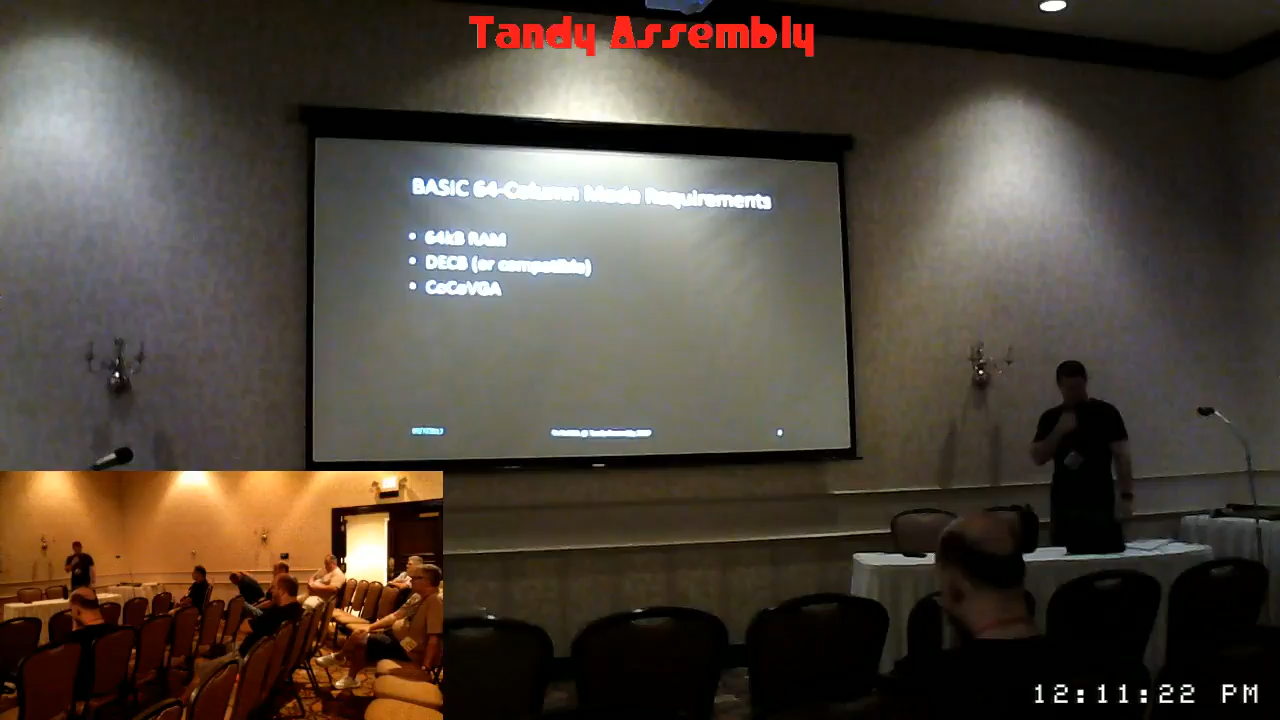 Tandy Assembly
BASIC 64-Column Mode Requirements
• 64kB RAM
• DECB (or compatible)
• CoCoVGA
12:11:22 PM